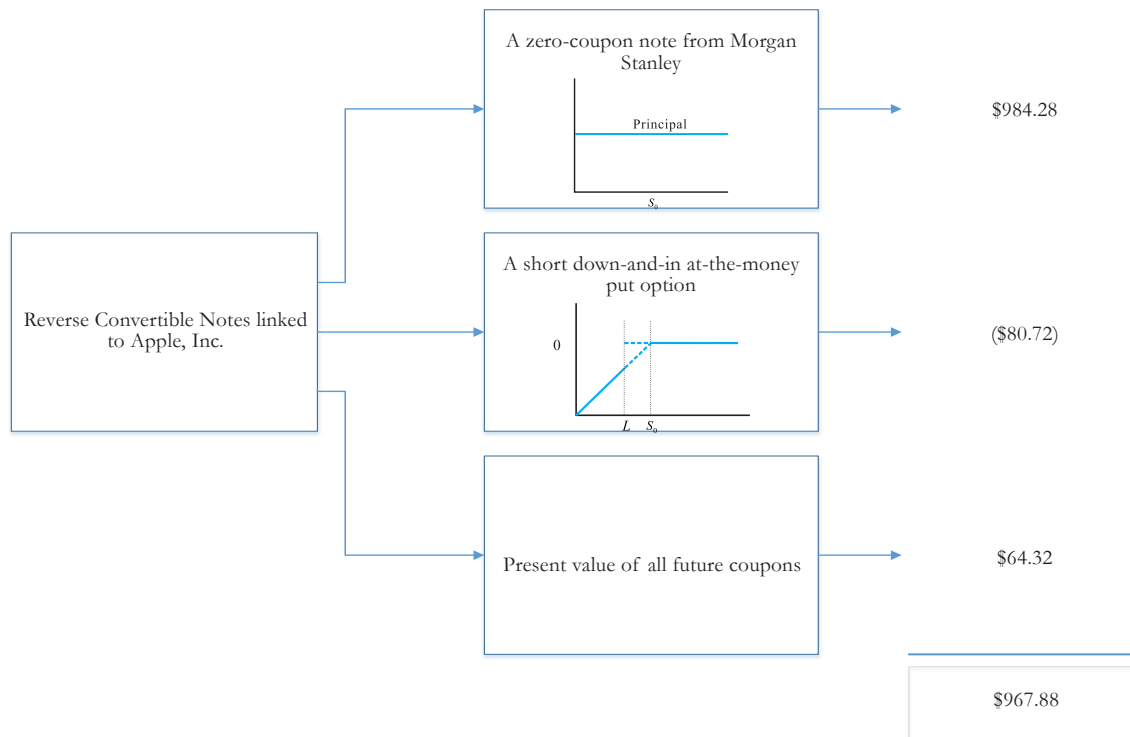 A zero-coupon note from Morgan
Stanley
Principal
S₀
$984.28
Reverse Convertible Notes linked
to Apple, Inc.
A short down-and-in at-the-money
put option
0
L S₀
($80.72)
Present value of all future coupons
$64.32
$967.88